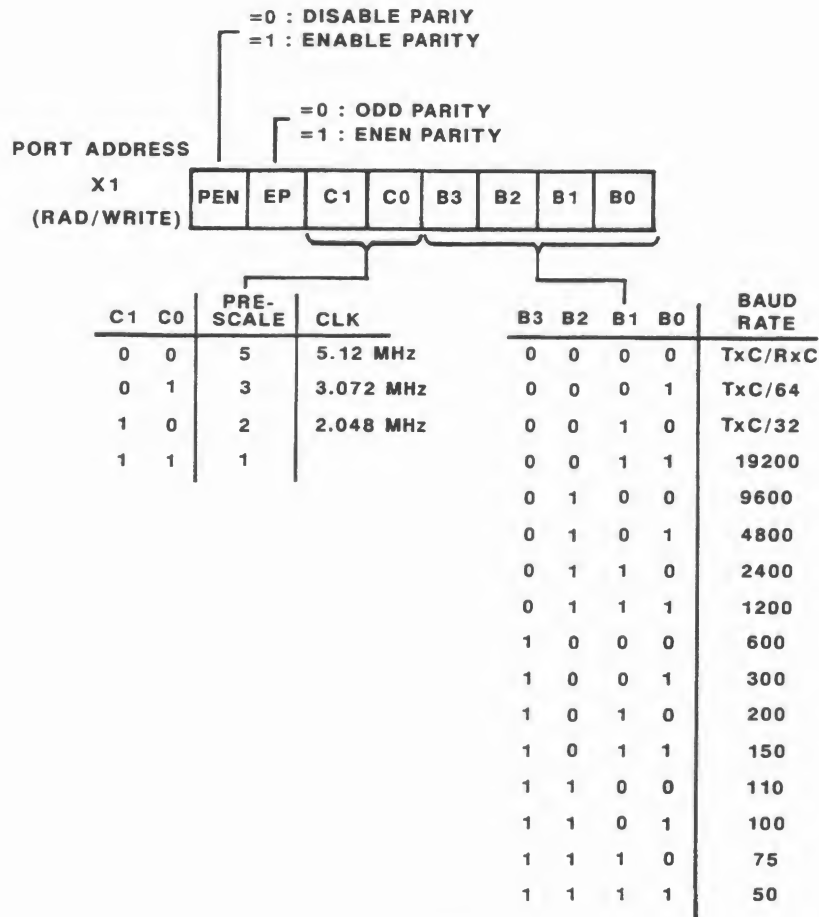 =0 : DISABLE PARIY
=1 : ENABLE PARITY
=0 : ODD PARITY
=1 : ENEN PARITY
PORT ADDRESS
X1
(RAD/WRITE)
PEN EP C1 C0 B3 B2 B1 B0
C1 C0 PRE-SCALE CLK
0 0 5 5.12 MHz
0 1 3 3.072 MHz
1 0 2 2.048 MHz
1 1 1
B3 B2 B1 B0 BAUD RATE
0 0 0 0 TxC/RxC
0 0 0 1 TxC/64
0 0 1 0 TxC/32
0 0 1 1 19200
0 1 0 0 9600
0 1 0 1 4800
0 1 1 0 2400
0 1 1 1 1200
1 0 0 0 600
1 0 0 1 300
1 0 1 0 200
1 0 1 1 150
1 1 0 0 110
1 1 0 1 100
1 1 1 0 75
1 1 1 1 50